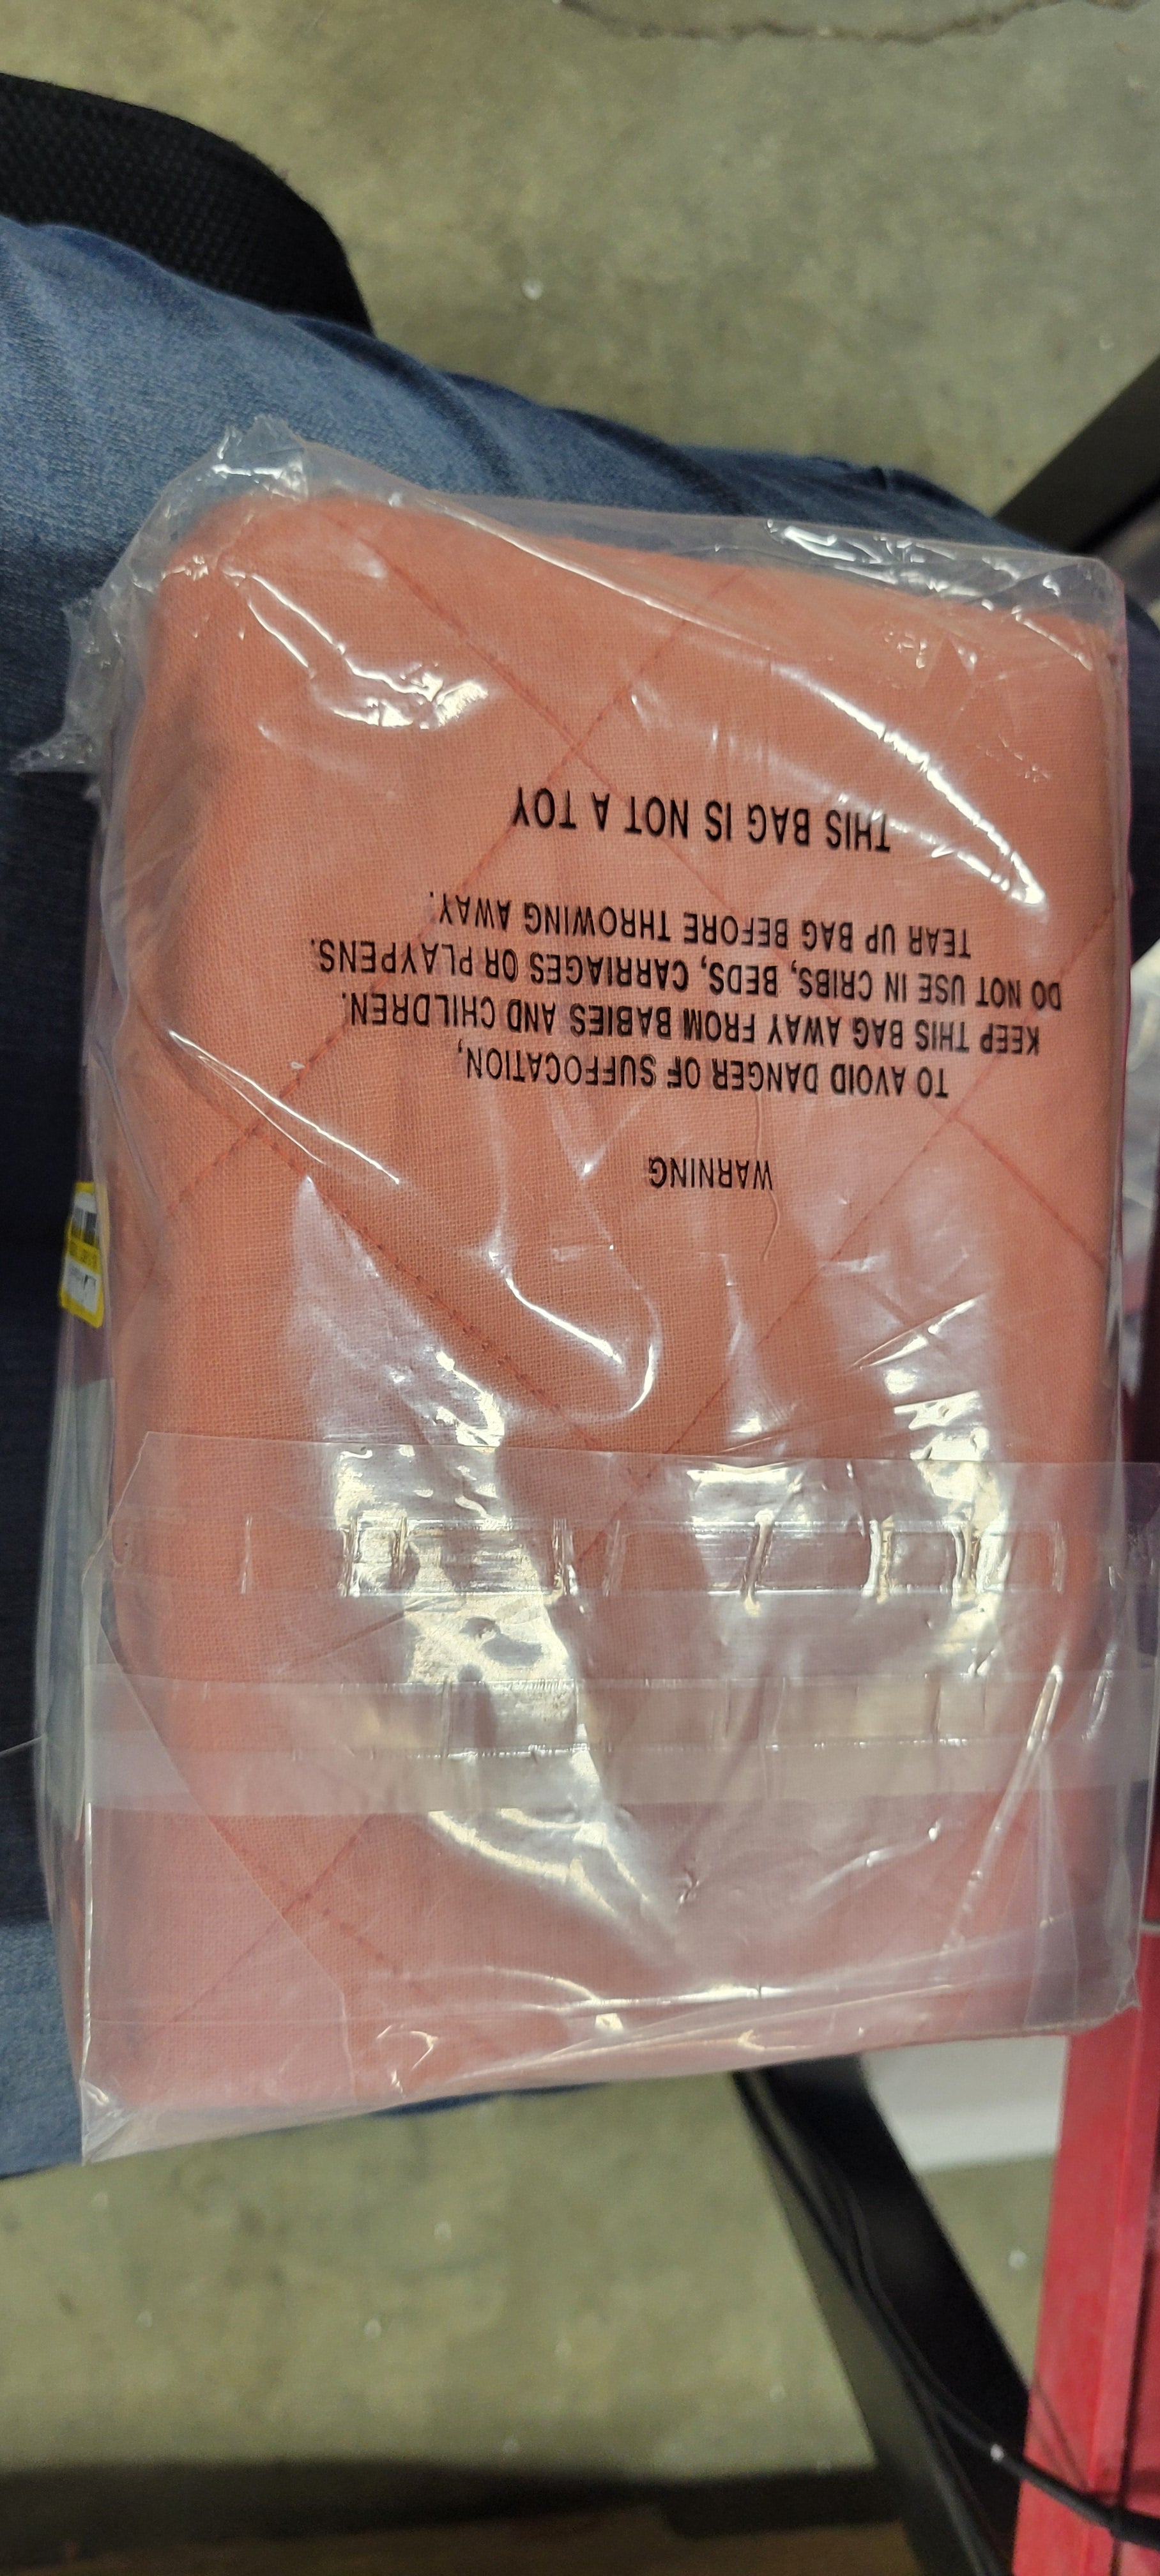 WARNING
TO AVOID DANGER OF SUFFOCATION,
KEEP THIS BAG AWAY FROM BABIES AND CHILDREN.
DO NOT USE IN CRIBS, BEDS, CARRIAGES OR PLAYPENS.
TEAR UP BAG BEFORE THROWING AWAY.
THIS BAG IS NOT A TOY